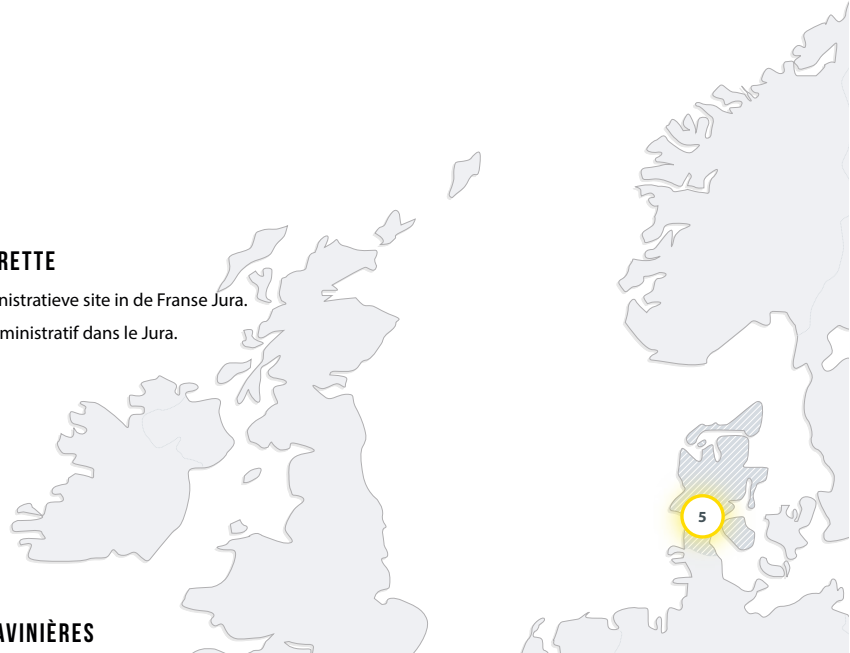 RETTE
nistratieve site in de Franse Jura.
ministratif dans le Jura.
5
AVINIÈRES